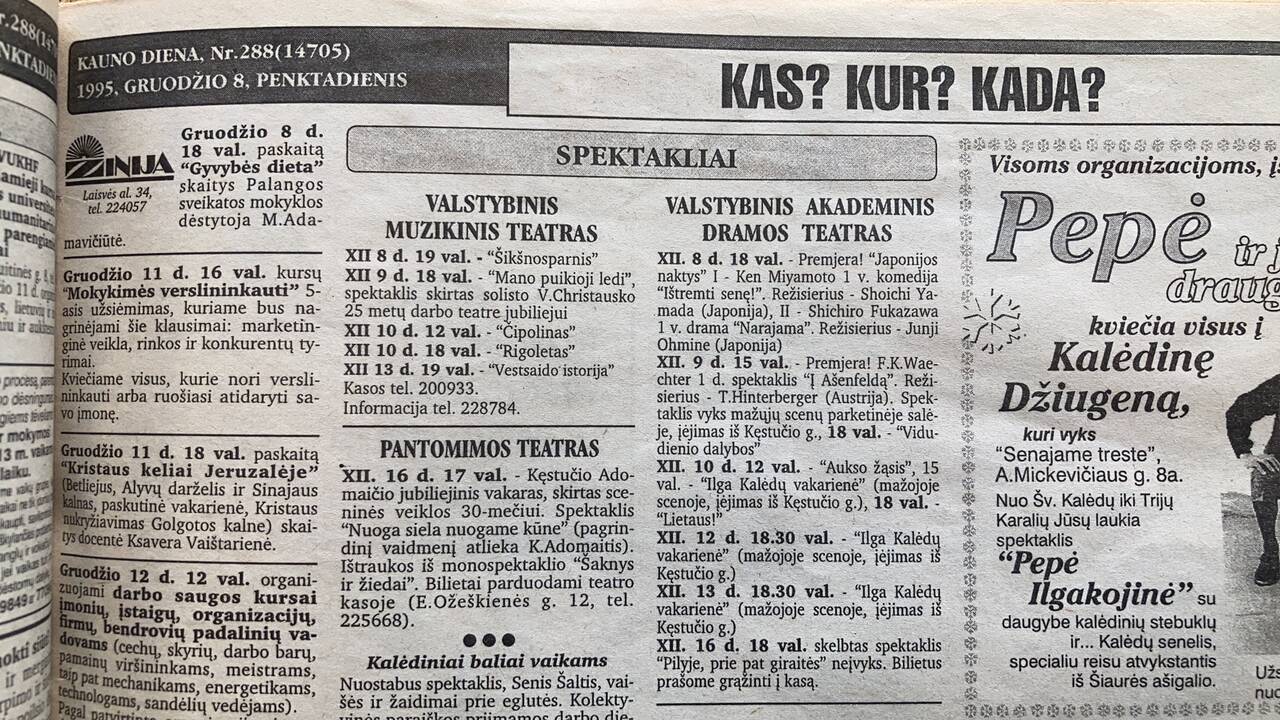 KAUNO DIENA, Nr.288(14705)
1995, GRUODŽIO 8, PENKTADIENIS
KAS? KUR? KADA?
ŽINIJA
Laisvės al. 34,
tel. 224057
Gruodžio 8 d.
18 val. paskaitą
“Gyvybės dieta”
skaitys Palangos
sveikatos mokyklos
dėstytoja M.Ada-
mavičiūtė.
Gruodžio 11 d. 16 val. kursų
“Mokykimės verslininkauti” 5-
asis užsiėmimas, kuriame bus na-
grinėjami šie klausimai: marketin-
ginė veikla, rinkos ir konkurentų ty-
rimai.
Kviečiame visus, kurie nori versli-
ninkauti arba ruošiasi atidaryti sa-
vo įmonę.
Gruodžio 11 d. 18 val. paskaitą
“Kristaus keliai Jeruzalėje”
(Betliejus, Alyvų darželis ir Sinajaus
kalnas, paskutinė vakarienė, Kristaus
nukryžiavimas Golgotos kalne) skai-
tys docentė Ksavera Vaištarienė.
Gruodžio 12 d. 12 val. organi-
zuojami darbo saugos kursai
įmonių, įstaigų, organizacijų,
firmų, bendrovių padalinių va-
dovams (cechų, skyrių, darbo barų,
pamainų viršininkams, meistrams,
taip pat mechanikams, energetikams,
technologams, sandėlių vedėjams).
SPEKTAKLIAI
VALSTYBINIS
MUZIKINIS TEATRAS
XII 8 d. 19 val. - “Šikšnosparnis”
XII 9 d. 18 val. - “Mano puikioji ledi”,
spektaklis skirtas solisto V.Christausko
25 metų darbo teatre jubiliejui
XII 10 d. 12 val. - “Čipolinas”
XII 10 d. 18 val. - “Rigoletas”
XII 13 d. 19 val. - “Vestsaido istorija”
Kasos tel. 200933.
Informacija tel. 228784.
PANTOMIMOS TEATRAS
XII. 16 d. 17 val. - Kęstučio Ado-
maičio jubiliejinis vakaras, skirtas sce-
ninės veiklos 30-mečiui. Spektaklis
“Nuoga siela nuogame kūne” (pagrin-
dinį vaidmenį atlieka K.Adomaitis).
Ištraukos iš monospektaklio “Šaknys
ir žiedai”. Bilietai parduodami teatro
kasoje (E.Ožeškienės g. 12, tel.
225668).
Kalėdiniai baliai vaikams
Nuostabus spektaklis, Senis Šaltis, vai-
šės ir žaidimai prie eglutės. Kolekty-
vinės paraiškos priimamos darbo die-
VALSTYBINIS AKADEMINIS
DRAMOS TEATRAS
XII. 8 d. 18 val. - Premjera! “Japonijos
naktys” I - Ken Miyamoto 1 v. komedija
“Ištremti senę!”. Režisierius - Shoichi Ya-
mada (Japonija), II - Shichiro Fukazawa
1 v. drama “Narajama”. Režisierius - Junji
Ohmine (Japonija)
XII. 9 d. 15 val. - Premjera! F.K.Wae-
chter 1 d. spektaklis “Į Ašenfeldą”. Reži-
sierius - T.Hinterberger (Austrija). Spek-
taklis vyks mažųjų scenų parketinėje salė-
je, įėjimas iš Kęstučio g., 18 val. - “Vidu-
dienio dalybos”
XII. 10 d. 12 val. - “Aukso žąsis”, 15
val. - “Ilga Kalėdų vakarienė” (mažojoje
scenoje, įėjimas iš Kęstučio g.), 18 val. -
“Lietaus!”
XII. 12 d. 18.30 val. - “Ilga Kalėdų
vakarienė” (mažojoje scenoje, įėjimas iš
Kęstučio g.)
XII. 13 d. 18.30 val. - “Ilga Kalėdų
vakarienė” (mažojoje scenoje, įėjimas iš
Kęstučio g.)
XII. 16 d. 18 val. skelbtas spektaklis
“Pilyje, prie pat giraitės” neįvyks. Bilietus
prašome grąžinti į kasą.
Visoms organizacijoms,
Pepė
ir
draug
kviečia visus į
Kalėdinę
Džiugeną,
kuri vyks
“Senajame treste”,
A.Mickevičiaus g. 8a.
Nuo Šv. Kalėdų iki Trijų
Karalių Jūsų laukia
spektaklis
“Pepė
Ilgakojinė” su
daugybe kalėdinių stebuklų
ir... Kalėdų senelis,
specialiu reisu atvykstantis
iš Šiaurės ašigalio.